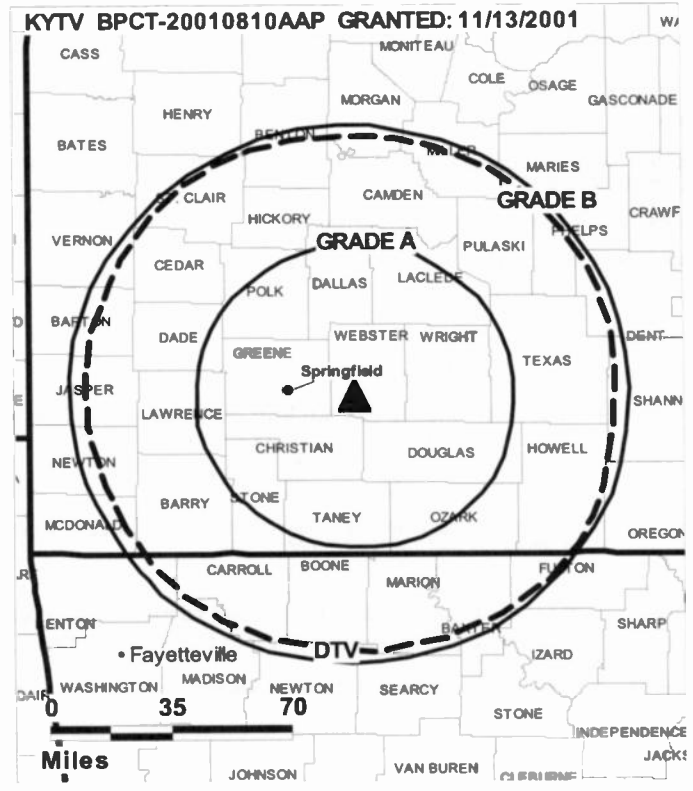 KYTV BPCT-20010810AAP GRANTED: 11/13/2001
MONITEAU
CASS
COLE
OSAGE
MORGAN
GASCONADE
HENRY
BENTON
BATES
MARIES
CLAIR
CAMDEN
GRADE B
HICKORY
CRAWF
PHELPS
VERNON
GRADE A
PULASKI
CEDAR
LACLEDE
DALLAS
POLK
BARTON
DADE
WEBSTER
WRIGHT
DENT
GREENE
TEXAS
Springfield
JASPER
SHANN
LAWRENCE
CHRISTIAN
DOUGLAS
HOWELL
NEWTON
STONE
BARRY
TANEY
OZARK
MCDONALD
OREGON
CARROLL
BOONE
FULTON
MARION
ENTON
BAXTER
SHARP
DTV
Fayetteville
IZARD
MADISON
WASHINGTON
NEWTON
SEARCY
0 35 70
STONE
INDEPENDENCE
Miles
JACKS
VAN BUREN
JOHNSON
CLEBURNE